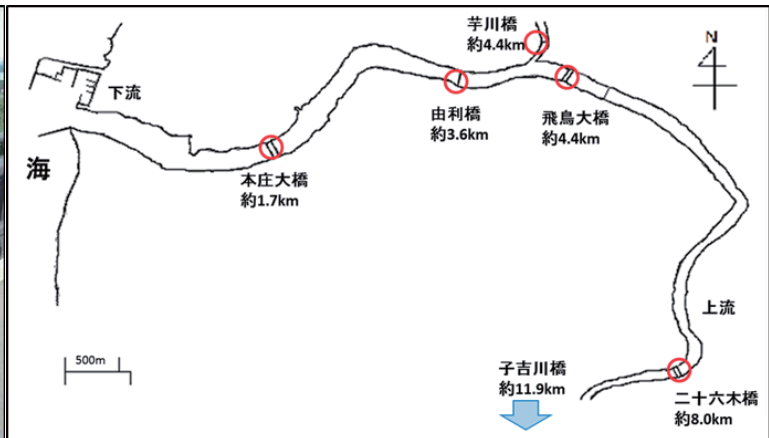 芋川橋
約4.4km
N
下流
由利橋
約3.6km
飛鳥大橋
約4.4km
海
本庄大橋
約1.7km
上流
500m
子吉川橋
約11.9km
二十六木橋
約8.0km